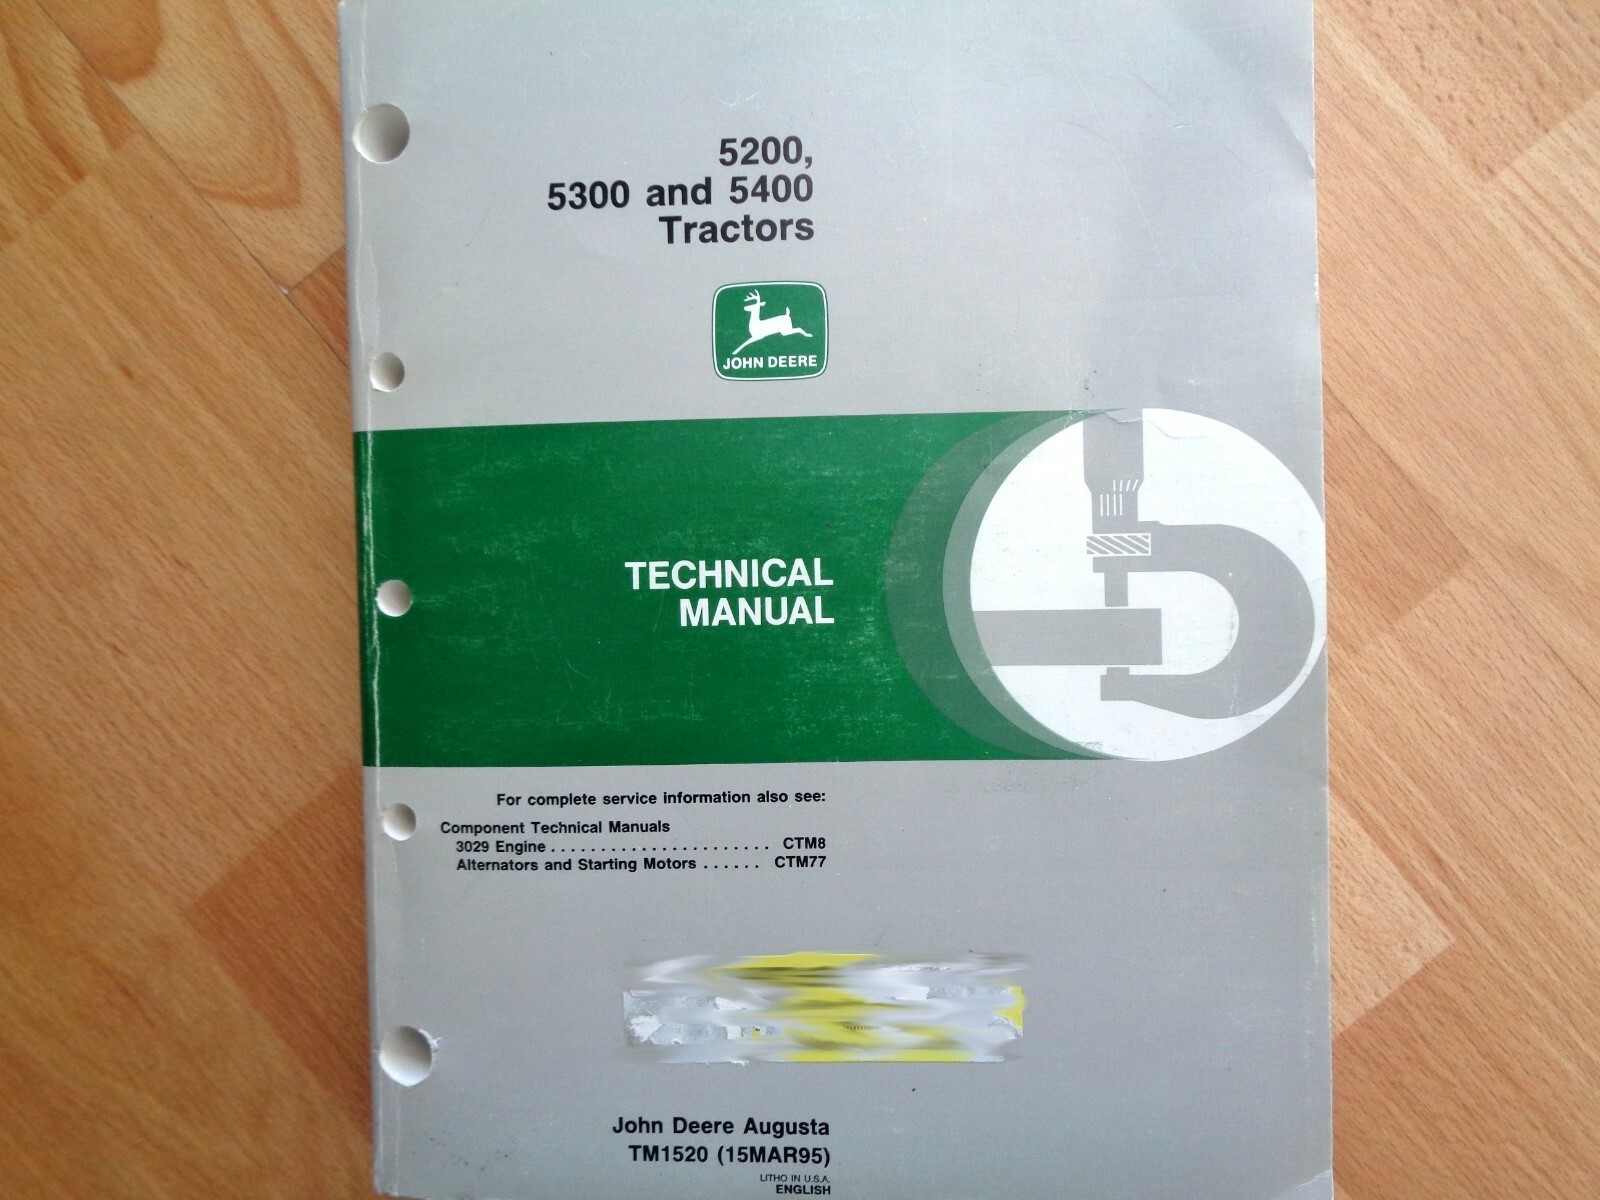 5200,
5300 and 5400
Tractors
JOHN DEERE
TECHNICAL
MANUAL
For complete service information also see:
Component Technical Manuals
3029 Engine . . . . . . . . . . . . . . . . . . . . . . CTM8
Alternators and Starting Motors . . . . . . CTM77
John Deere Augusta
TM1520 (15MAR95)
LITHO IN U.S.A.
ENGLISH